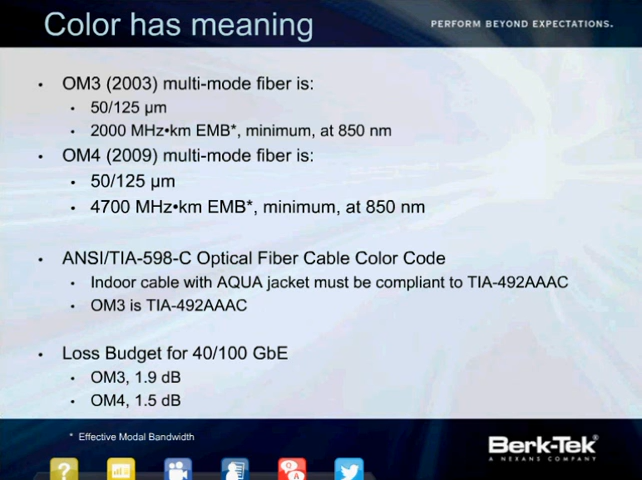 Color has meaning
PERFORM BEYOND EXPECTATIONS.
• OM3 (2003) multi-mode fiber is:
• 50/125 µm
• 2000 MHz•km EMB*, minimum, at 850 nm
• OM4 (2009) multi-mode fiber is:
• 50/125 µm
• 4700 MHz•km EMB*, minimum, at 850 nm
• ANSI/TIA-598-C Optical Fiber Cable Color Code
• Indoor cable with AQUA jacket must be compliant to TIA-492AAAC
• OM3 is TIA-492AAAC
• Loss Budget for 40/100 GbE
• OM3, 1.9 dB
• OM4, 1.5 dB
* Effective Modal Bandwidth
Berk-Tek®
A NEXANS COMPANY
?
Q
A